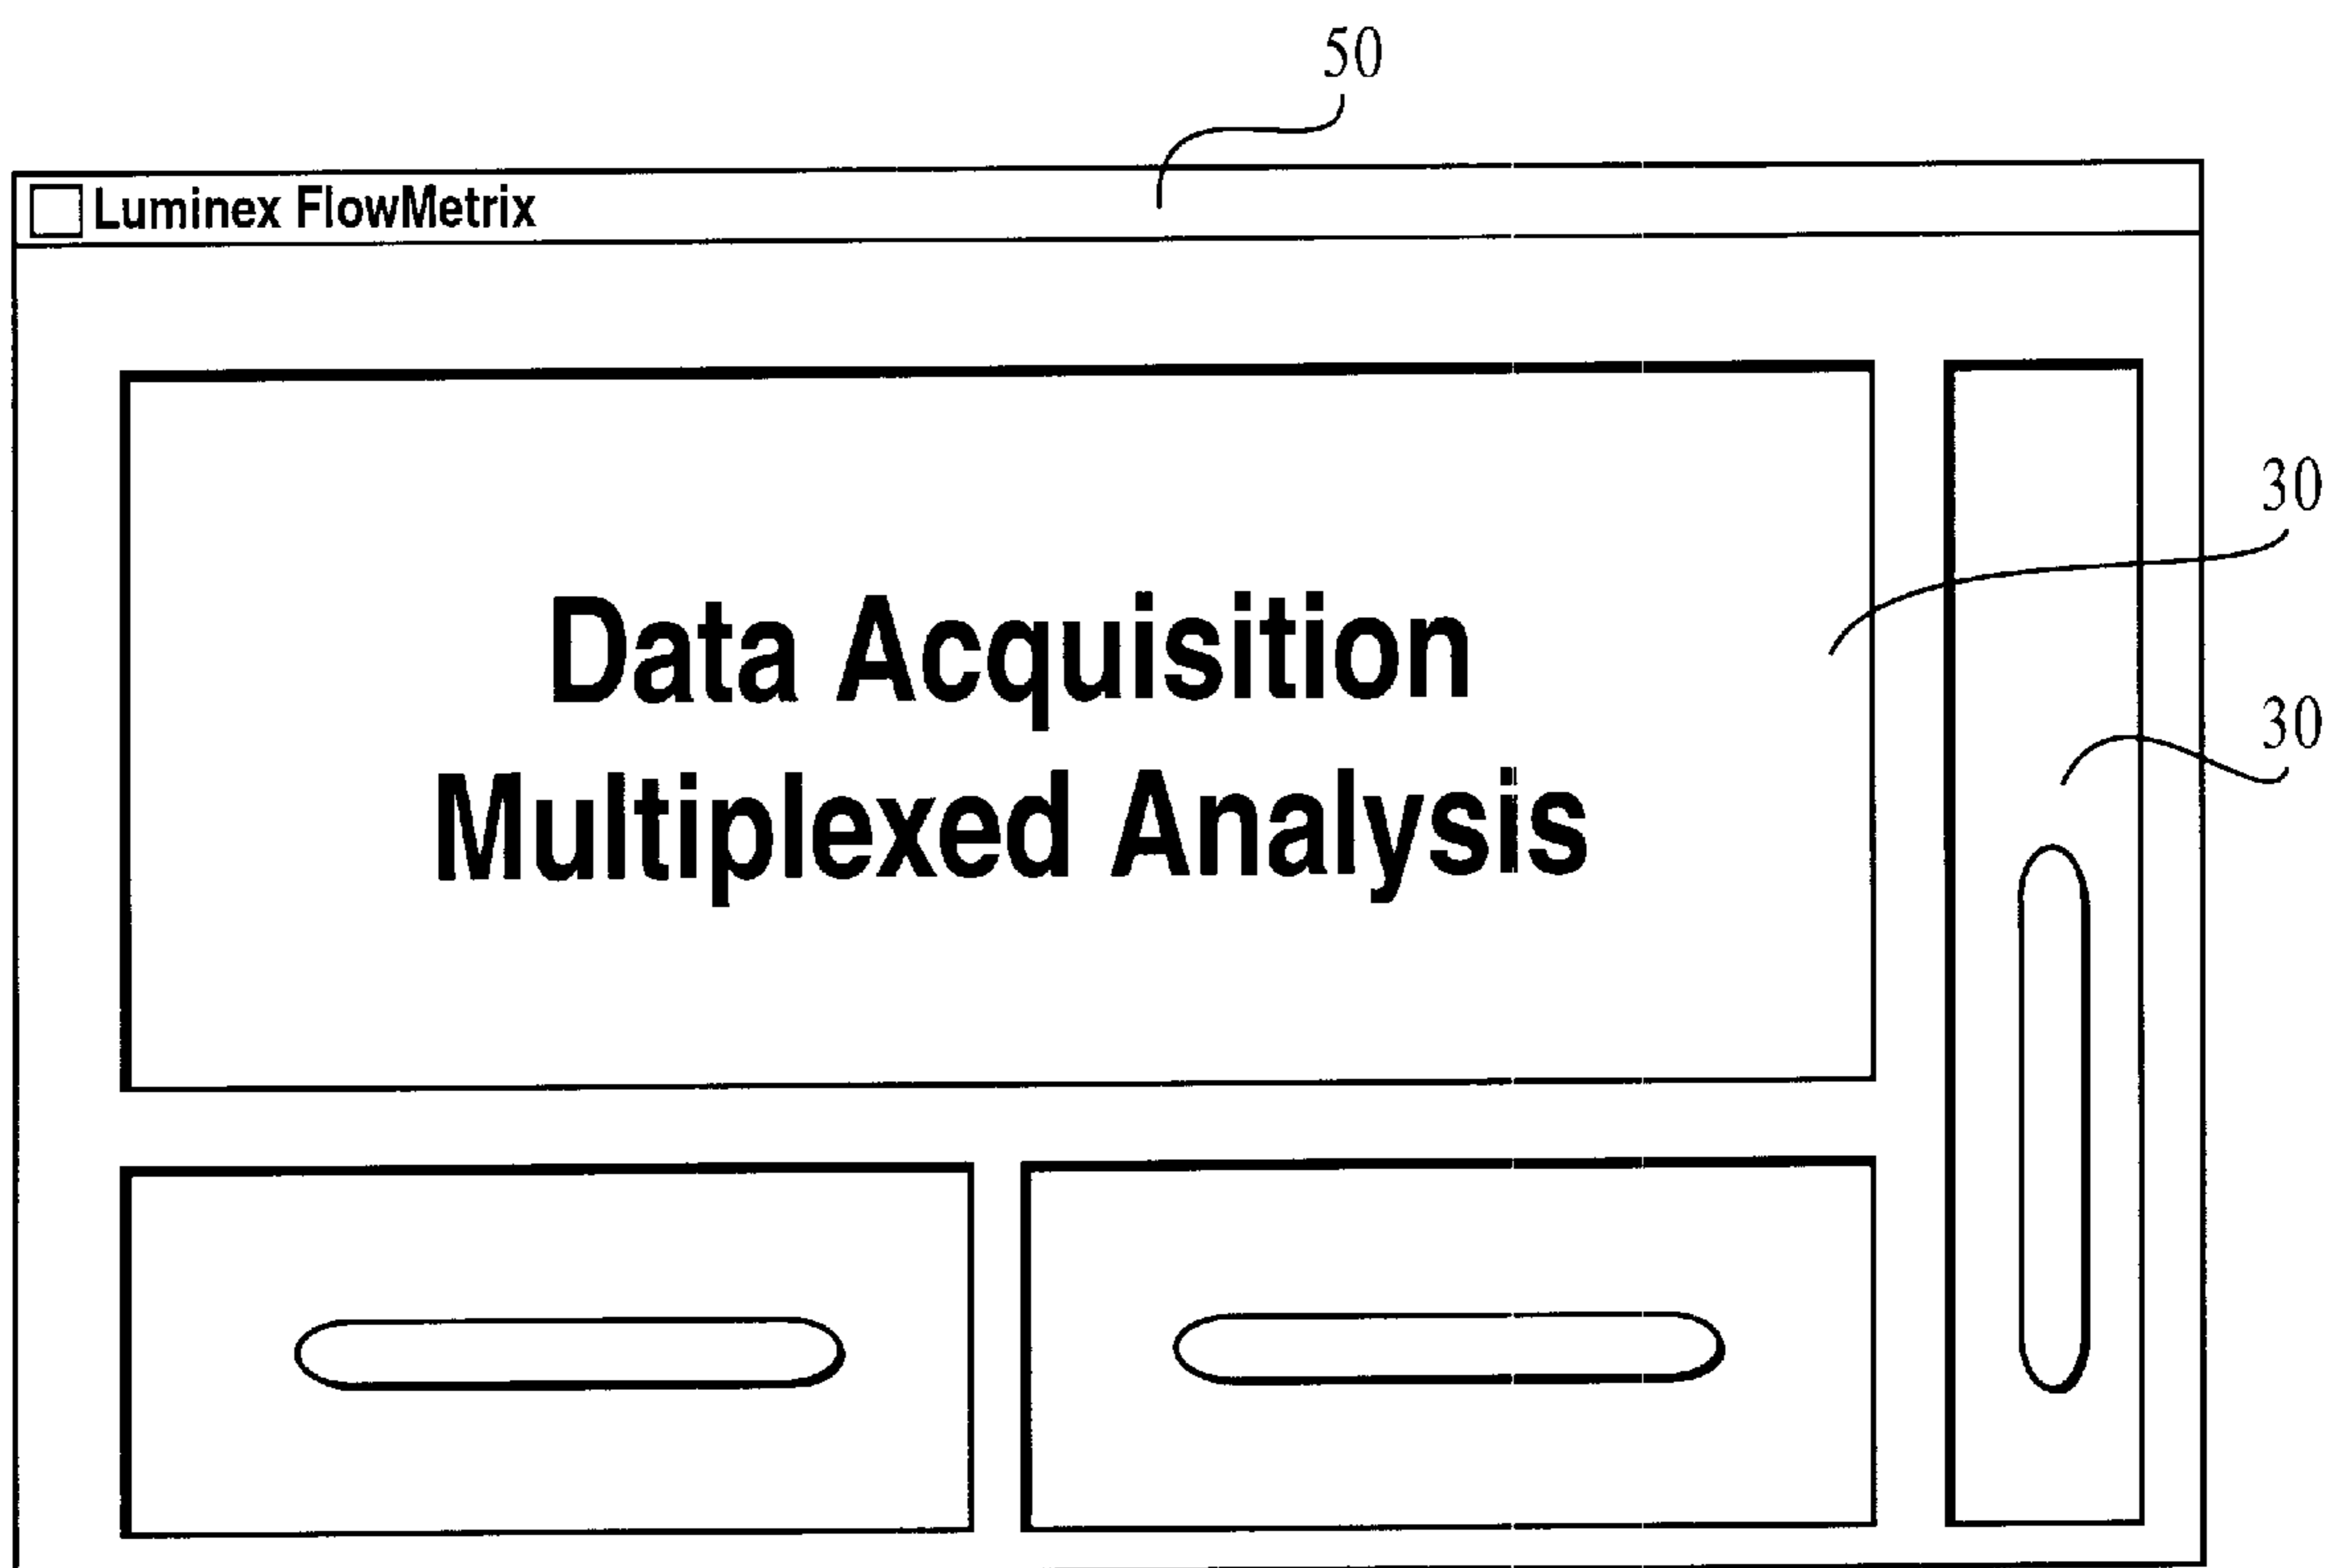 50
Luminex FlowMetrix
30
Data Acquisition
30
Multiplexed Analysis